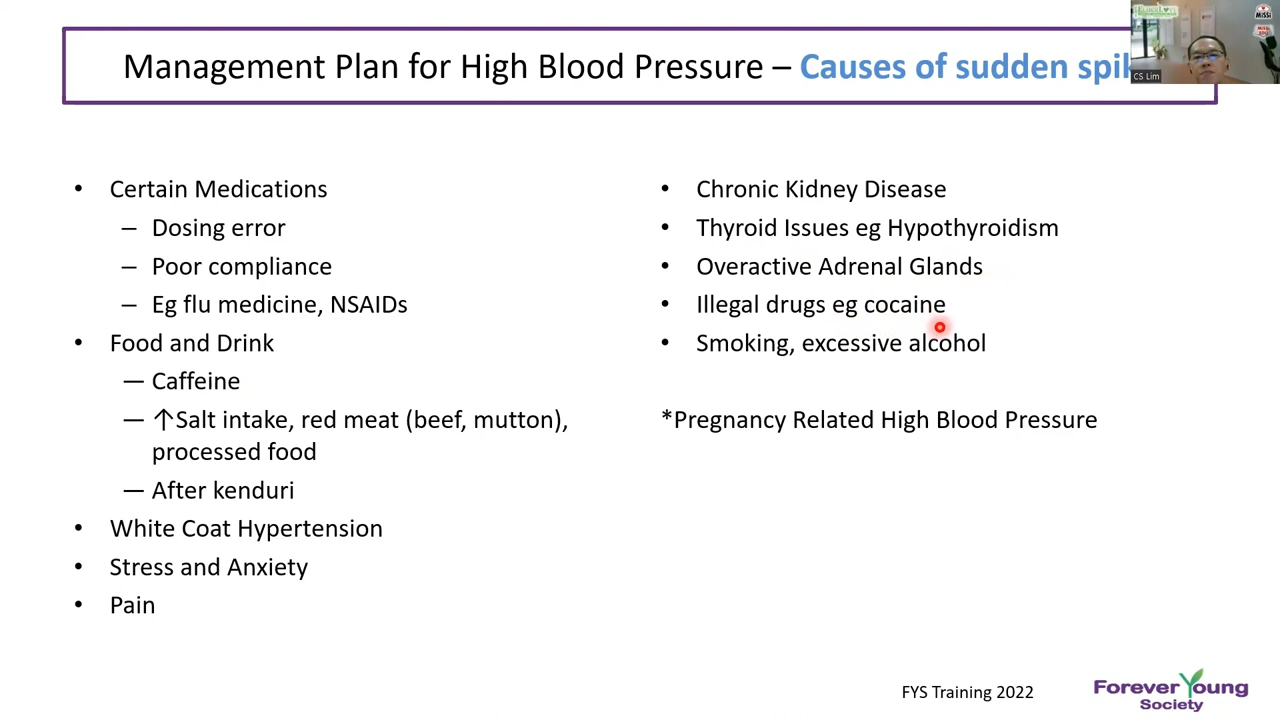 Management Plan for High Blood Pressure – Causes of sudden spik
CS Lim
• Certain Medications
– Dosing error
– Poor compliance
– Eg flu medicine, NSAIDs
• Food and Drink
— Caffeine
— ↑Salt intake, red meat (beef, mutton),
processed food
— After kenduri
• White Coat Hypertension
• Stress and Anxiety
• Pain
• Chronic Kidney Disease
• Thyroid Issues eg Hypothyroidism
• Overactive Adrenal Glands
• Illegal drugs eg cocaine
• Smoking, excessive alcohol
*Pregnancy Related High Blood Pressure
FYS Training 2022
Forever Young
Society